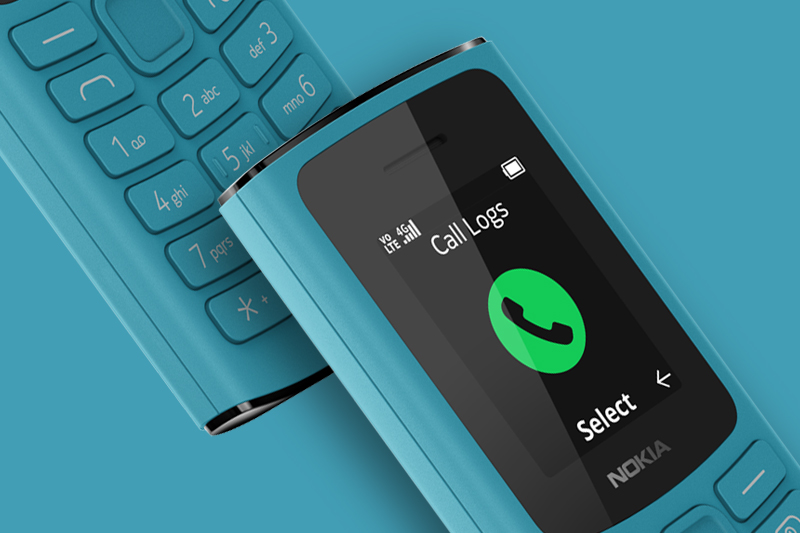 def 3
2 abc
mno 6
1
5 jkl
4 ghi
7 pqrs
* +
VO LTE 4G
Call Logs
Select
NOKIA